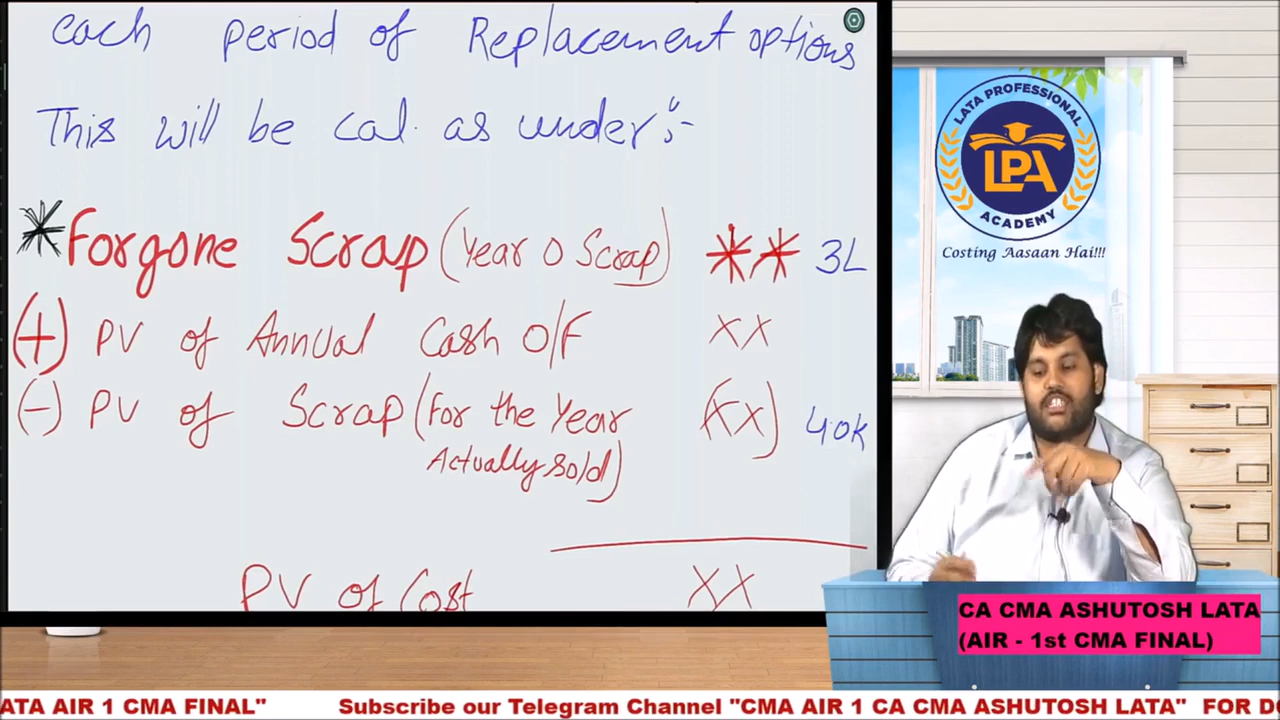 each period of Replacement options
This will be cal. as under:-
*Forgone Scrap (Year 0 Scrap) ** 3L
(+) PV of Annual Cash O/F XX
(-) PV of Scrap (for the Year Actually sold) (XX) 40K
PV of Cost XX
LATA PROFESSIONAL
LPA
ACADEMY
Costing Aasaan Hai!!!
CA CMA ASHUTOSH LATA
(AIR - 1st CMA FINAL)
ATA AIR 1 CMA FINAL" Subscribe our Telegram Channel "CMA AIR 1 CA CMA ASHUTOSH LATA" FOR D